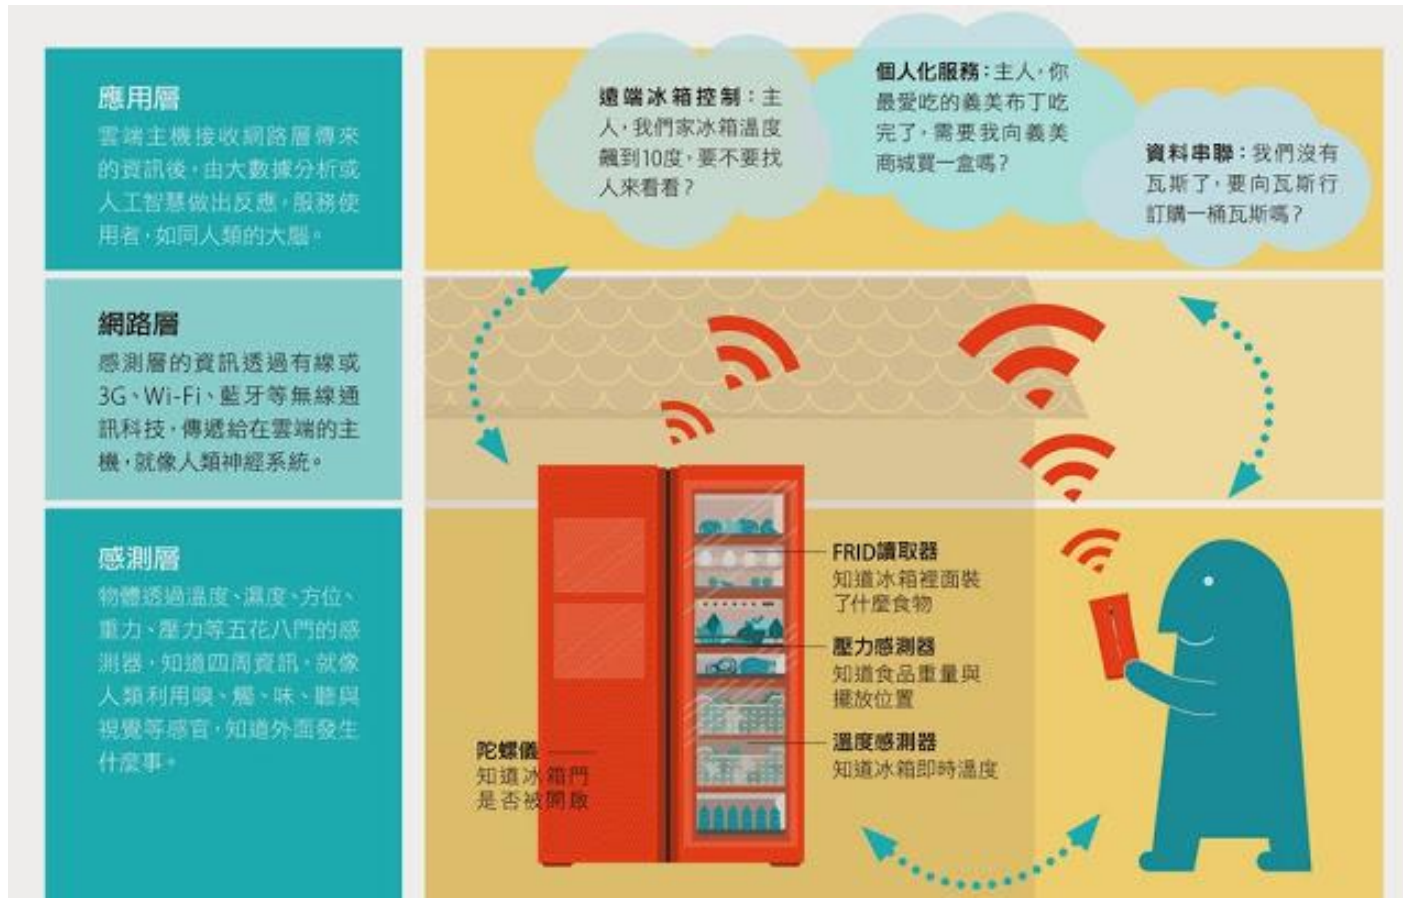 應用層
雲端主機接收網路層傳來
的資訊後，由大數據分析或
人工智慧做出反應，服務使
用者，如同人類的大腦。
遠端冰箱控制：主
人，我們家冰箱溫度
飆到10度，要不要找
人來看看？
個人化服務：主人，你
最愛吃的義美布丁吃
完了，需要我向義美
商城買一盒嗎？
資料串聯：我們沒有
瓦斯了，要向瓦斯行
訂購一桶瓦斯嗎？
網路層
感測層的資訊透過有線或
3G、Wi-Fi、藍牙等無線通
訊科技，傳遞給在雲端的主
機，就像人類神經系統。
感測層
物體透過溫度、濕度、方位、
重力、壓力等五花八門的感
測器，知道四周資訊，就像
人類利用嗅、觸、味、聽與
視覺等感官，知道外面發生
什麼事。
FRID讀取器
知道冰箱裡面裝
了什麼食物
壓力感測器
知道食品重量與
擺放位置
溫度感測器
知道冰箱即時溫度
陀螺儀
知道冰箱門
是否被開啟